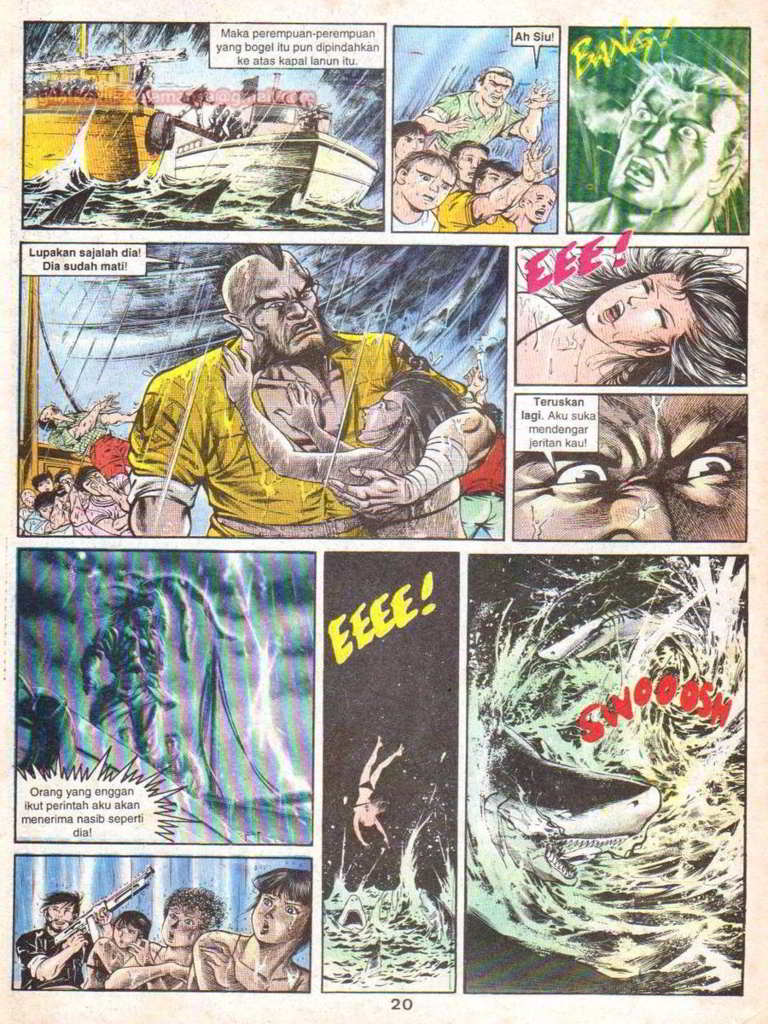 Maka perempuan-perempuan
yang bogel itu pun dipindahkan
ke atas kapal lanun itu.
Ah Siu!
BANG!
Lupakan sajalah dia!
Dia sudah mati!
EEE!
Teruskan
lagi. Aku suka
mendengar
jeritan kau!
Orang yang enggan
ikut perintah aku akan
menerima nasib seperti
dia!
EEEE!
SWOOOSH
20